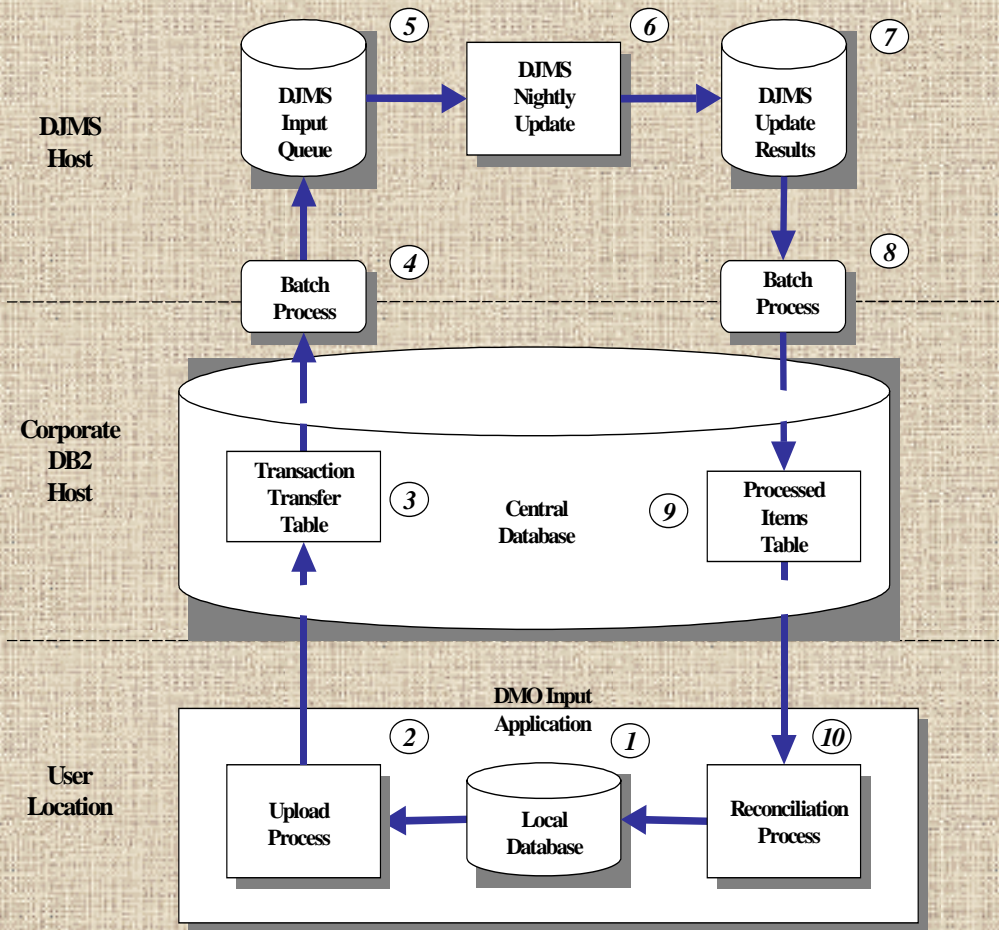 5
6
7
DJMS
Input
Queue
DJMS
Nightly
Update
DJMS
Update
Results
DJMS
Host
4
8
Batch
Process
Batch
Process
Corporate
DB2
Host
Transaction
Transfer
Table
3
Central
Database
9
Processed
Items
Table
DMO Input
Application
2
1
10
User
Location
Upload
Process
Local
Database
Reconciliation
Process